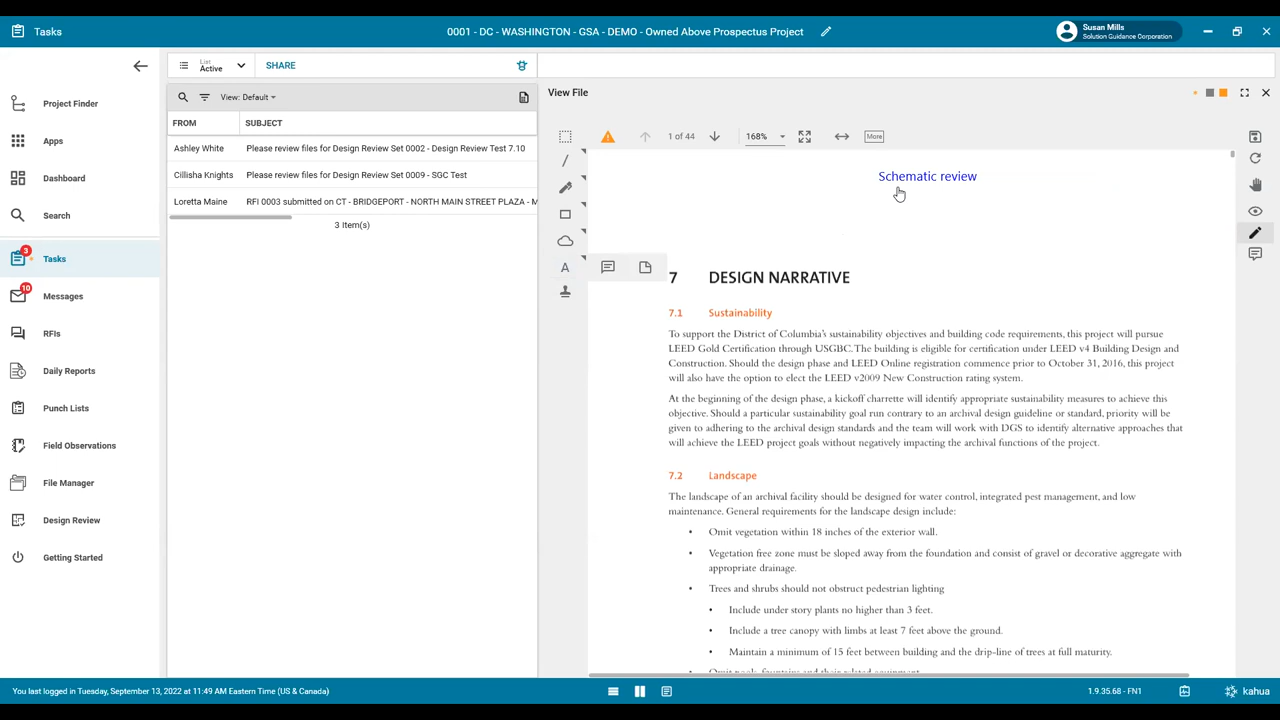 Tasks
0001 - DC - WASHINGTON - GSA - DEMO - Owned Above Prospectus Project
Susan Mills
Solution Guidance Corporation
List
Active
SHARE
View File
Project Finder
Apps
Dashboard
Search
3
Tasks
10
Messages
RFIs
Daily Reports
Punch Lists
Field Observations
File Manager
Design Review
Getting Started
View: Default
FROM SUBJECT
Ashley White Please review files for Design Review Set 0002 - Design Review Test 7.10
Cillisha Knights Please review files for Design Review Set 0009 - SGC Test
Loretta Maine RFI 0003 submitted on CT - BRIDGEPORT - NORTH MAIN STREET PLAZA - M
3 Item(s)
1 of 44
168%
More
A
Schematic review
7 DESIGN NARRATIVE
7.1 Sustainability
To support the District of Columbia's sustainability objectives and building code requirements, this project will pursue
LEED Gold Certification through USGBC. The building is eligible for certification under LEED v4 Building Design and
Construction. Should the design phase and LEED Online registration commence prior to October 31, 2016, this project
will also have the option to elect the LEED v2009 New Construction rating system.
At the beginning of the design phase, a kickoff charrette will identify appropriate sustainability measures to achieve this
objective. Should a particular sustainability goal run contrary to an archival design guideline or standard, priority will be
given to adhering to the archival design standards and the team will work with DGS to identify alternative approaches that
will achieve the LEED project goals without negatively impacting the archival functions of the project.
7.2 Landscape
The landscape of an archival facility should be designed for water control, integrated pest management, and low
maintenance. General requirements for the landscape design include:
• Omit vegetation within 18 inches of the exterior wall.
• Vegetation free zone must be sloped away from the foundation and consist of gravel or decorative aggregate with
appropriate drainage.
• Trees and shrubs should not obstruct pedestrian lighting
• Include under story plants no higher than 3 feet.
• Include a tree canopy with limbs at least 7 feet above the ground.
• Maintain a minimum of 15 feet between building and the drip-line of trees at full maturity.
• Omit pools, fountains and their related equipment
You last logged in Tuesday, September 13, 2022 at 11:49 AM Eastern Time (US & Canada)
1.9.35.68 - FN1
kahua